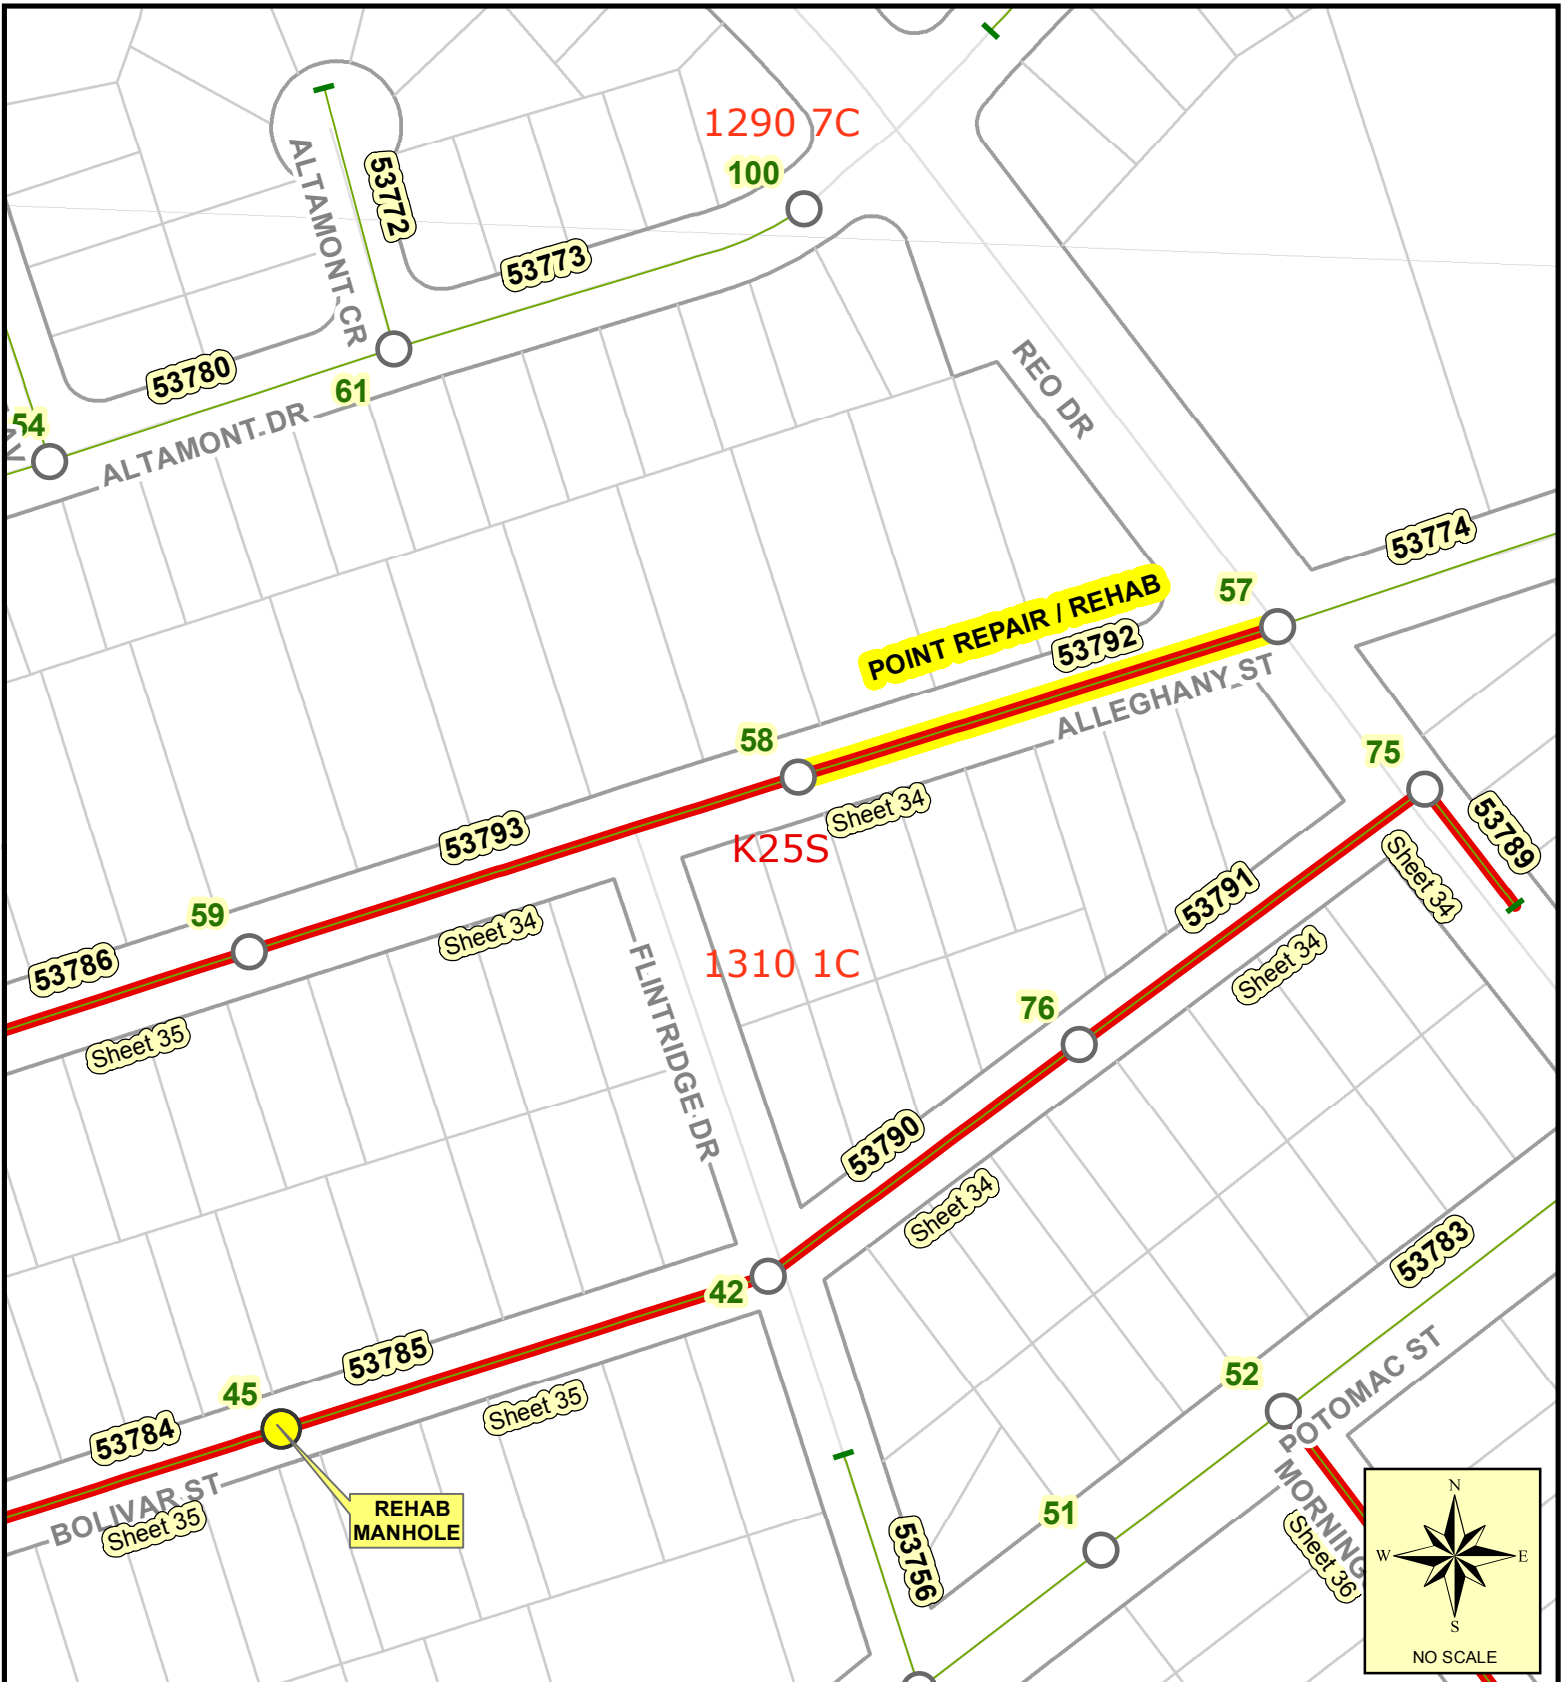 1290 7C
100
ALTAMONT CR
53772
53773
53780
61
54
AV
ALTAMONT DR
REO DR
53774
57
POINT REPAIR / REHAB
53792
ALLEGHANY ST
58
75
Sheet 34
53793
K25S
53789
Sheet 34
59
Sheet 34
53791
53786
1310 1C
Sheet 34
Sheet 35
FLINTRIDGE DR
76
53790
Sheet 34
53783
42
53785
45
Sheet 35
52
POTOMAC ST
53784
BOLIVAR ST
Sheet 35
REHAB
MANHOLE
51
53756
MORNING
Sheet 36
N
W
E
S
NO SCALE